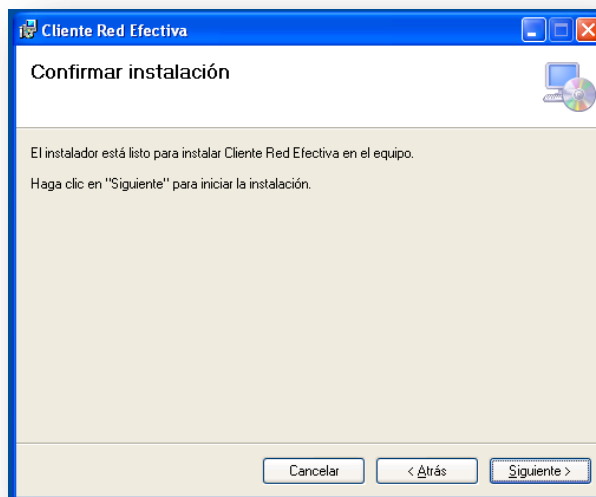 Cliente Red Efectiva
Confirmar instalación
El instalador está listo para instalar Cliente Red Efectiva en el equipo.
Haga clic en "Siguiente" para iniciar la instalación.
Cancelar
< Atrás
Siguiente >